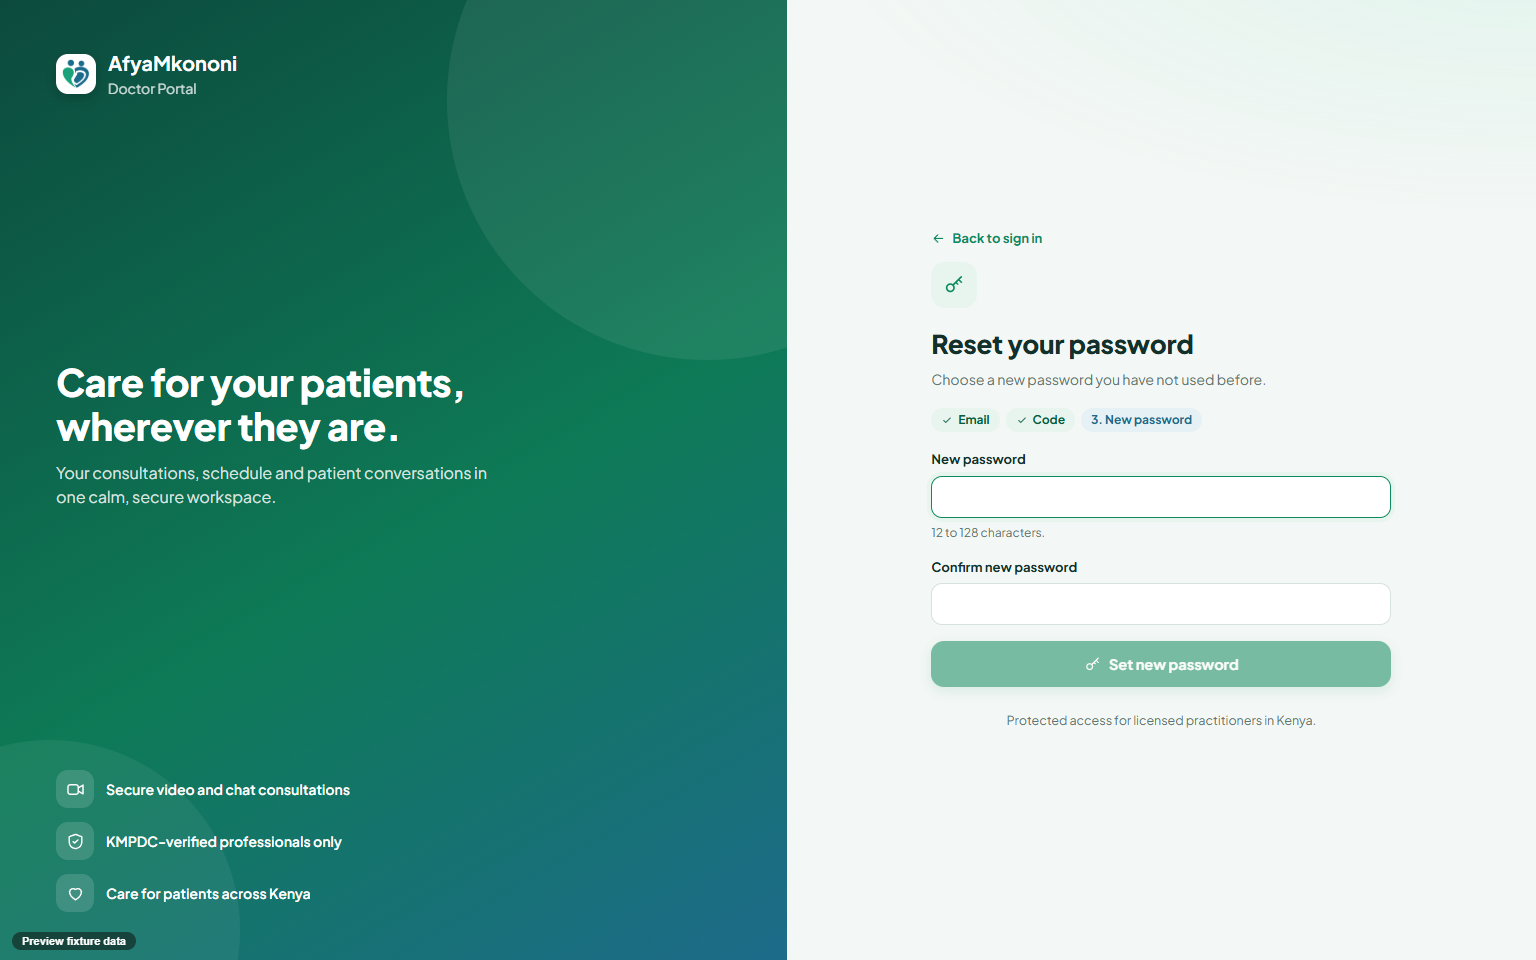 AfyaMkononi
Doctor Portal
Care for your patients,
wherever they are.
Your consultations, schedule and patient conversations in
one calm, secure workspace.
Secure video and chat consultations
KMPDC-verified professionals only
Care for patients across Kenya
Preview fixture data
Back to sign in
Reset your password
Choose a new password you have not used before.
Email Code 3. New password
New password
12 to 128 characters.
Confirm new password
Set new password
Protected access for licensed practitioners in Kenya.